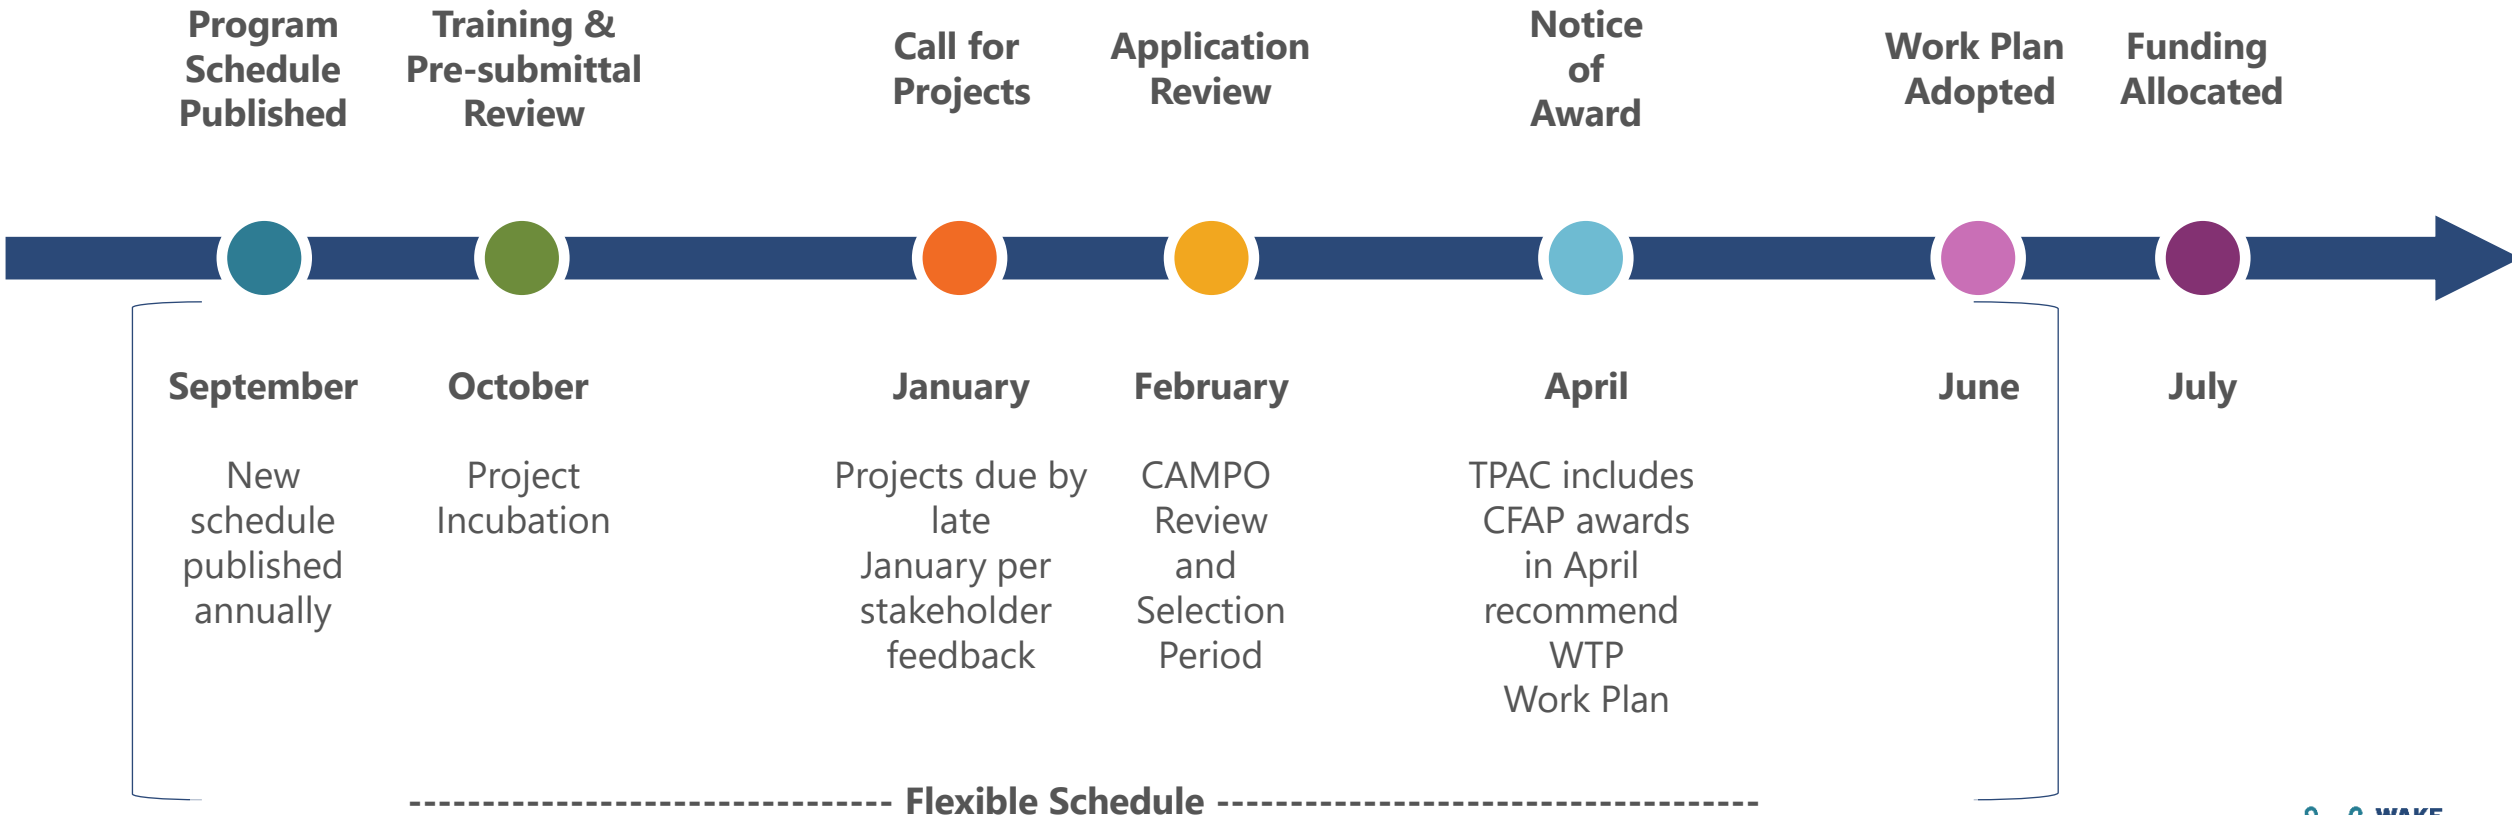 Program
Schedule
Published
Training &
Pre-submittal
Review
Call for
Projects
Application
Review
Notice
of
Award
Work Plan
Adopted
Funding
Allocated
September
October
January
February
April
June
July
New
schedule
published
annually
Project
Incubation
Projects due by
late
January per
stakeholder
feedback
CAMPO
Review
and
Selection
Period
TPAC includes
CFAP awards
in April
recommend
WTP
Work Plan
Flexible Schedule
WAKE